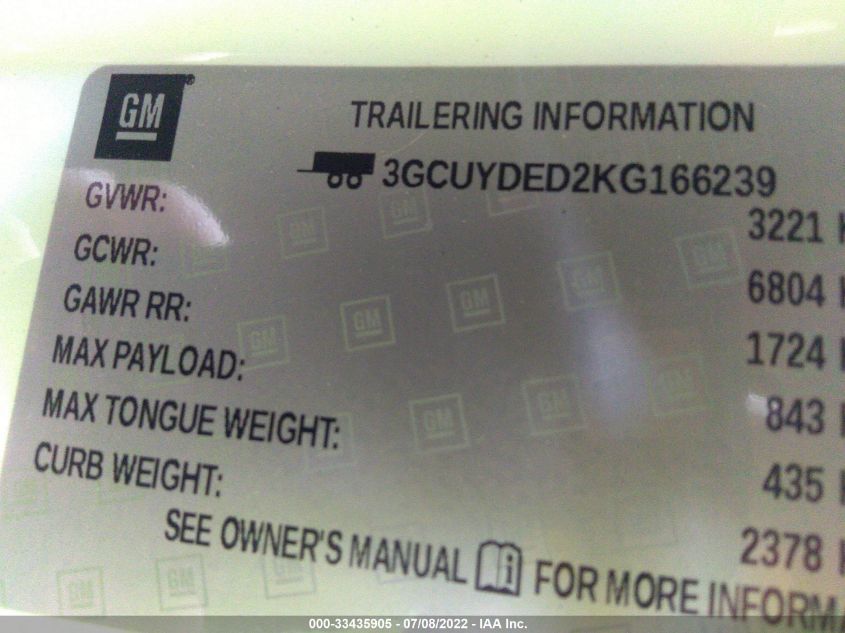 GM ®
TRAILERING INFORMATION
3GCUYDED2KG166239
GVWR: 3221 K
GCWR: 6804 K
GAWR RR: 1724 K
MAX PAYLOAD: 843 K
MAX TONGUE WEIGHT: 435 K
CURB WEIGHT: 2378 K
SEE OWNER'S MANUAL i FOR MORE INFORMA
000-33435905 - 07/08/2022 - IAA Inc.